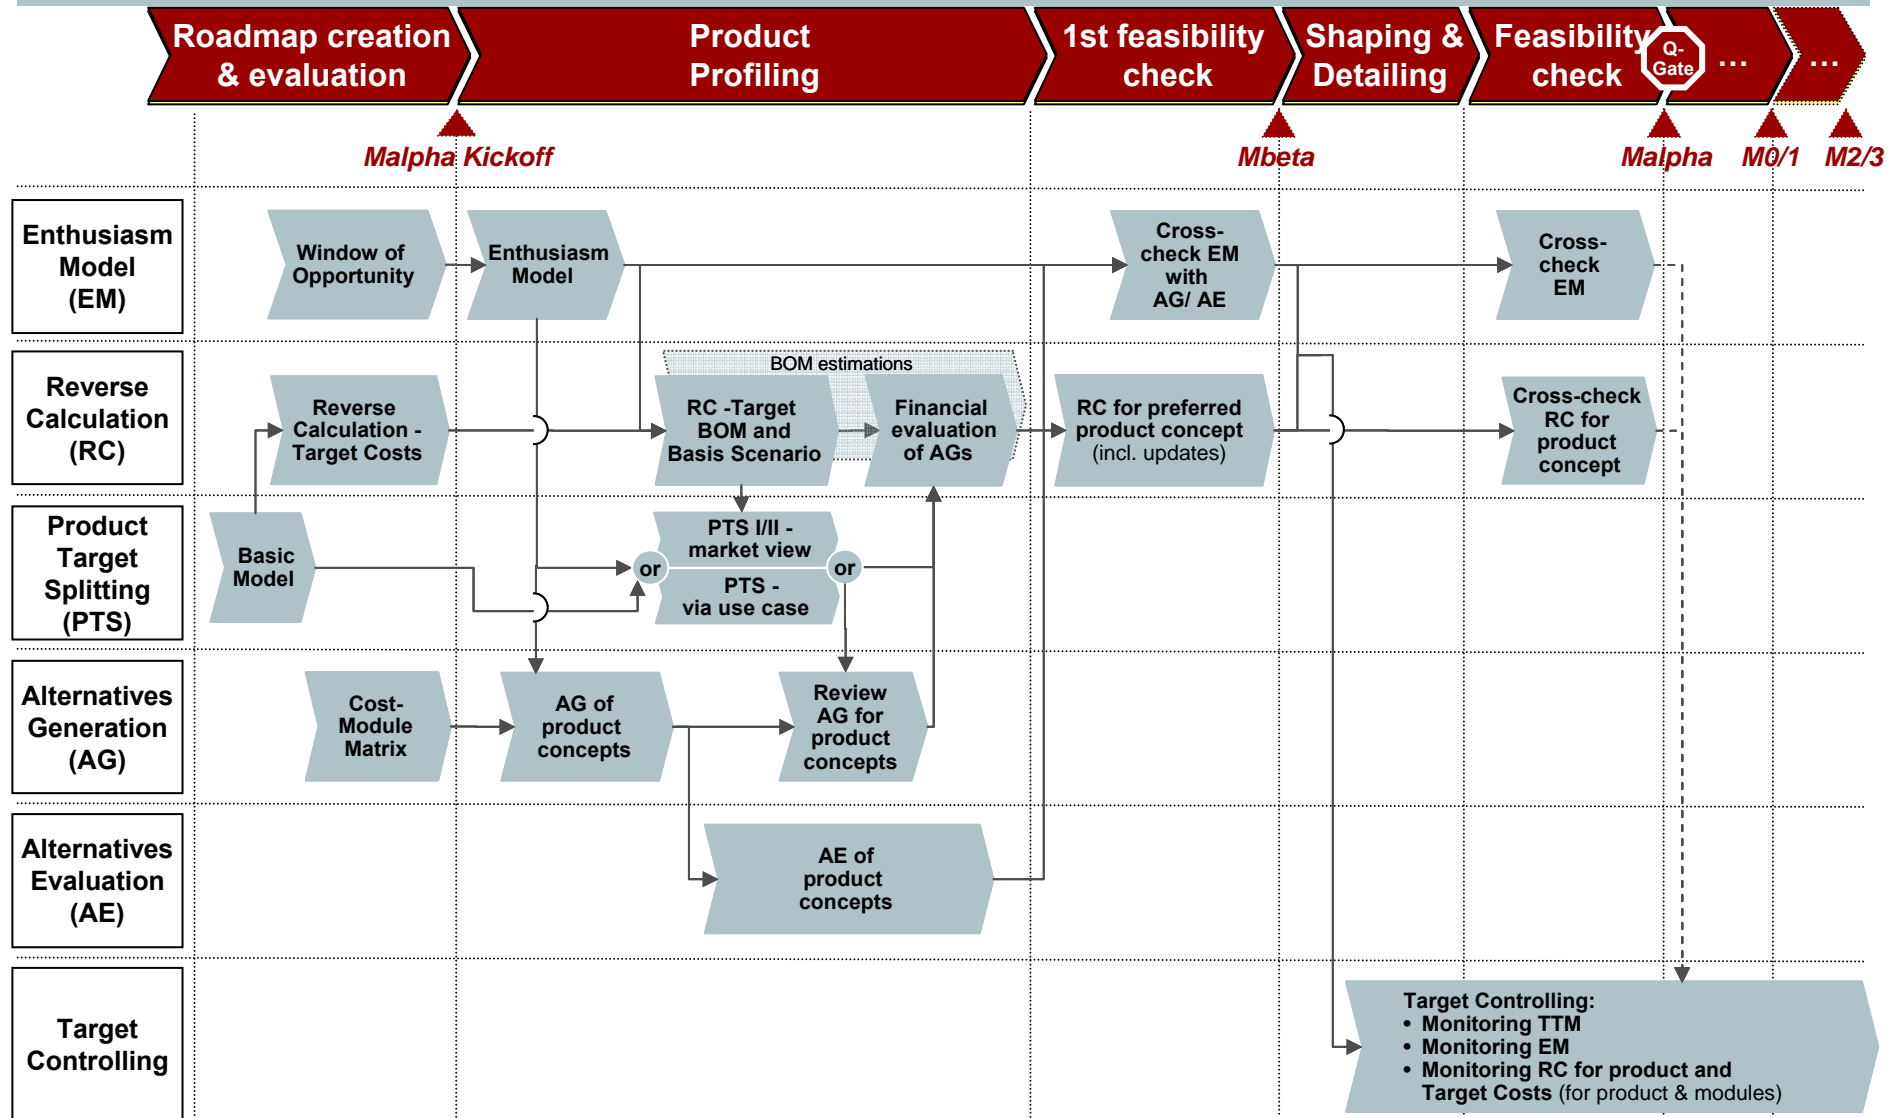 Roadmap creation
& evaluation
Product
Profiling
1st feasibility
check
Shaping &
Detailing
Feasibility
check
Q-
Gate
...
...
Malpha Kickoff
Mbeta
Malpha
M0/1
M2/3
Enthusiasm
Model
(EM)
Window of
Opportunity
Enthusiasm
Model
Cross-
check EM
with
AG/ AE
Cross-
check
EM
Reverse
Calculation
(RC)
Reverse
Calculation -
Target Costs
BOM estimations
RC -Target
BOM and
Basis Scenario
Financial
evaluation
of AGs
RC for preferred
product concept
(incl. updates)
Cross-check
RC for
product
concept
Product
Target
Splitting
(PTS)
Basic
Model
or
PTS I/II -
market view
PTS -
via use case
or
Alternatives
Generation
(AG)
Cost-
Module
Matrix
AG of
product
concepts
Review
AG for
product
concepts
Alternatives
Evaluation
(AE)
AE of
product
concepts
Target
Controlling
Target Controlling:
• Monitoring TTM
• Monitoring EM
• Monitoring RC for product and
Target Costs (for product & modules)